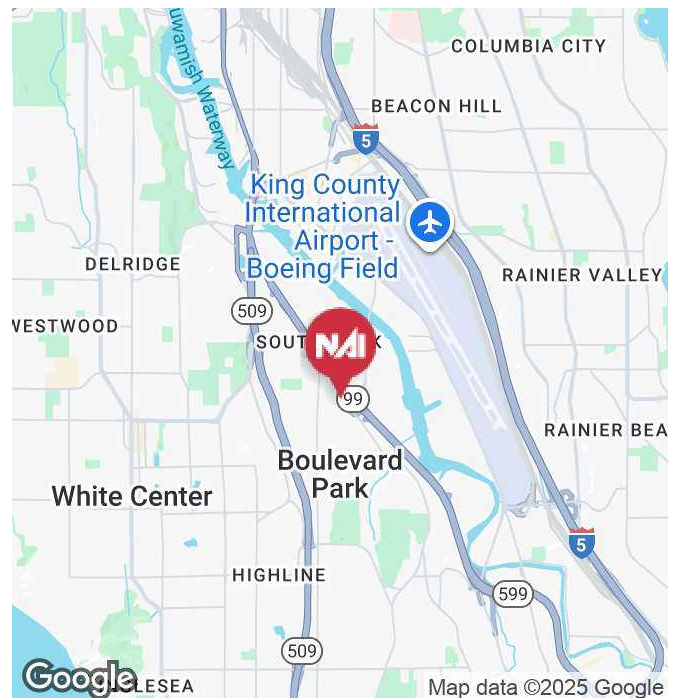 COLUMBIA CITY
BEACON HILL
5
Waterway
King County
International
Airport -
Boeing Field
DELRIDGE
RAINIER VALLEY
509
WESTWOOD
NAI
99
RAINIER BEA
Boulevard
Park
White Center
5
HIGHLINE
599
509
Google
Map data ©2025 Google